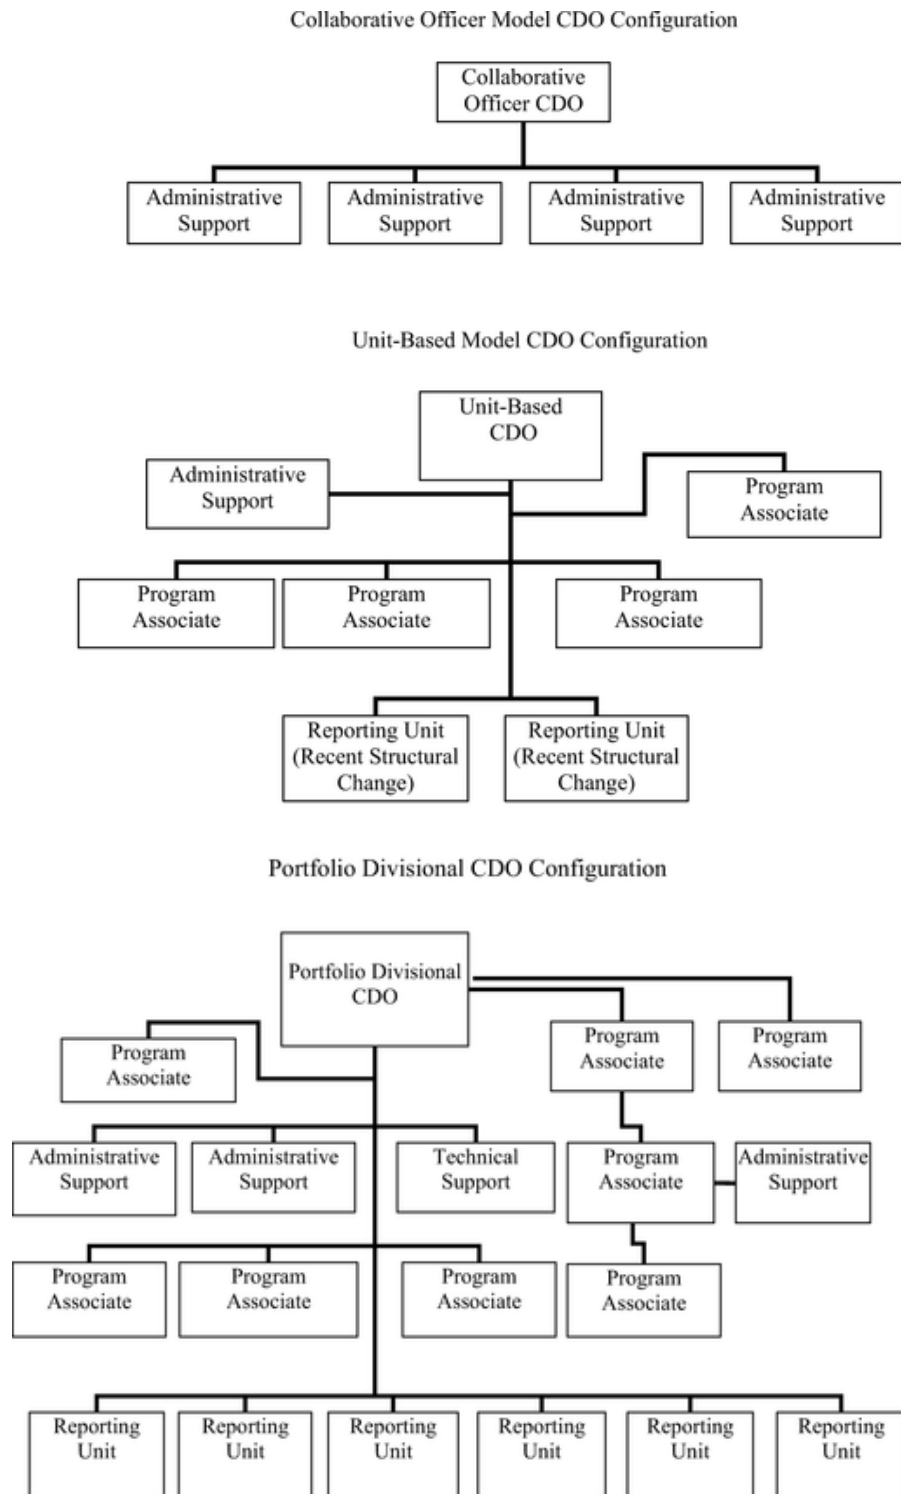 Collaborative Officer Model CDO Configuration
Collaborative
Officer CDO
Administrative
Support
Administrative
Support
Administrative
Support
Administrative
Support
Unit-Based Model CDO Configuration
Unit-Based
CDO
Administrative
Support
Program
Associate
Program
Associate
Program
Associate
Program
Associate
Reporting Unit
(Recent Structural
Change)
Reporting Unit
(Recent Structural
Change)
Portfolio Divisional CDO Configuration
Portfolio Divisional
CDO
Program
Associate
Program
Associate
Program
Associate
Administrative
Support
Administrative
Support
Technical
Support
Program
Associate
Administrative
Support
Program
Associate
Program
Associate
Program
Associate
Program
Associate
Reporting
Unit
Reporting
Unit
Reporting
Unit
Reporting
Unit
Reporting
Unit
Reporting
Unit